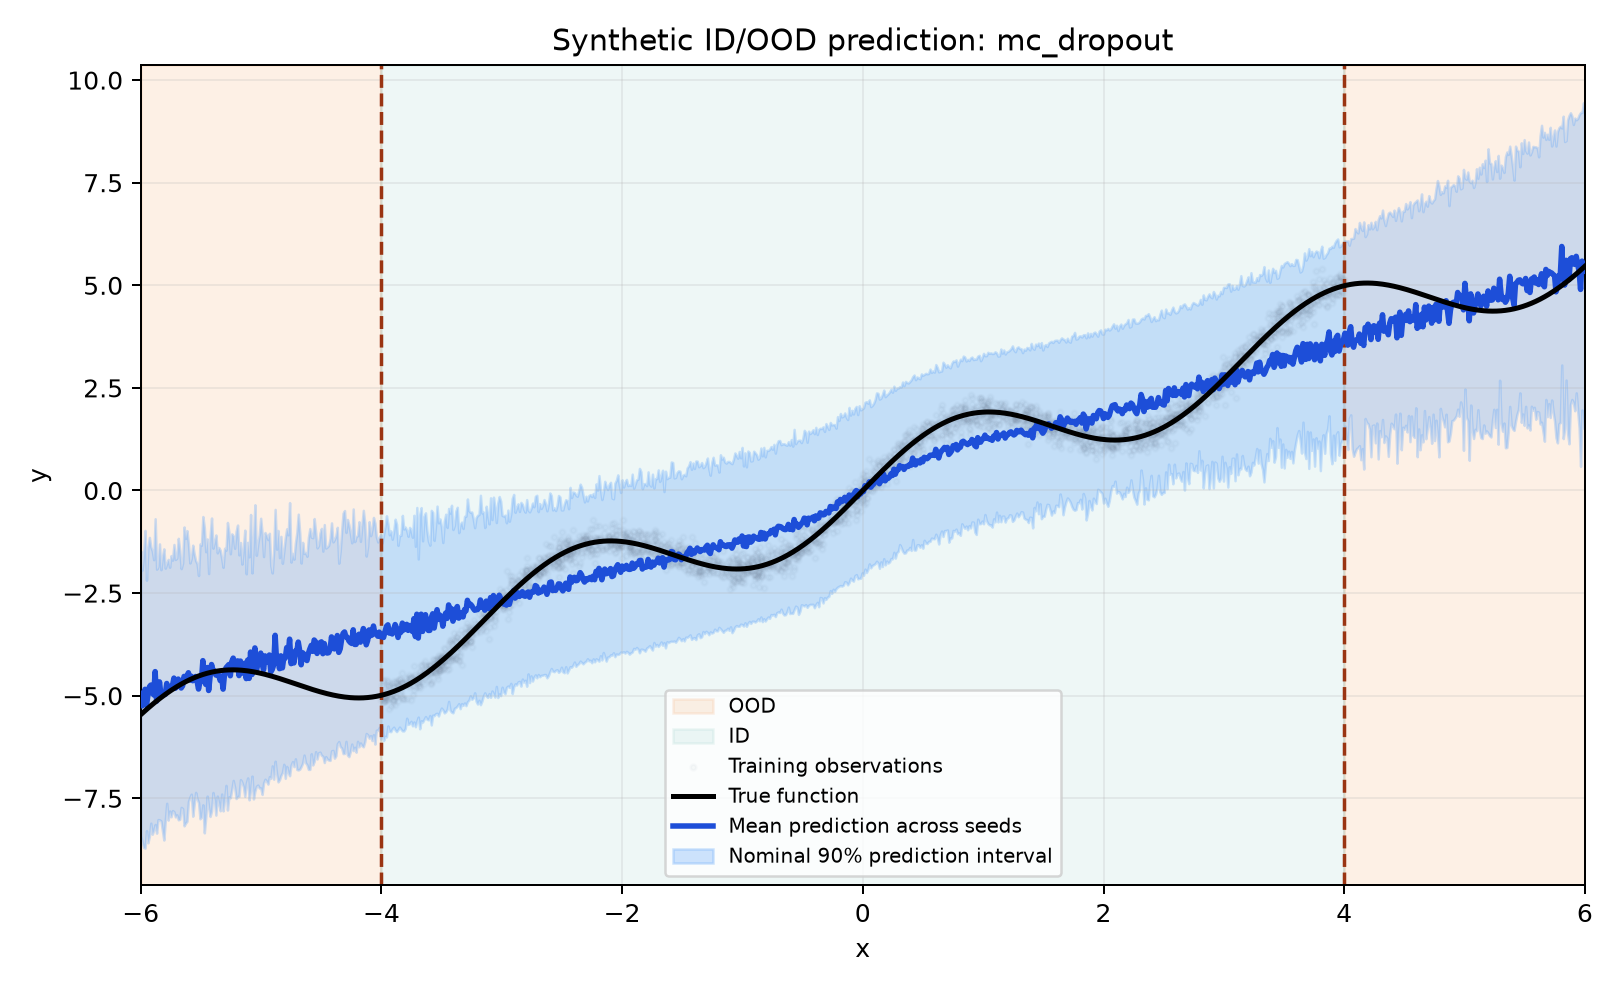 Synthetic ID/OOD prediction: mc_dropout
10.0
7.5
5.0
2.5
0.0
−2.5
−5.0
−7.5
y
OOD
ID
Training observations
True function
Mean prediction across seeds
Nominal 90% prediction interval
−6 −4 −2 0 2 4 6
x